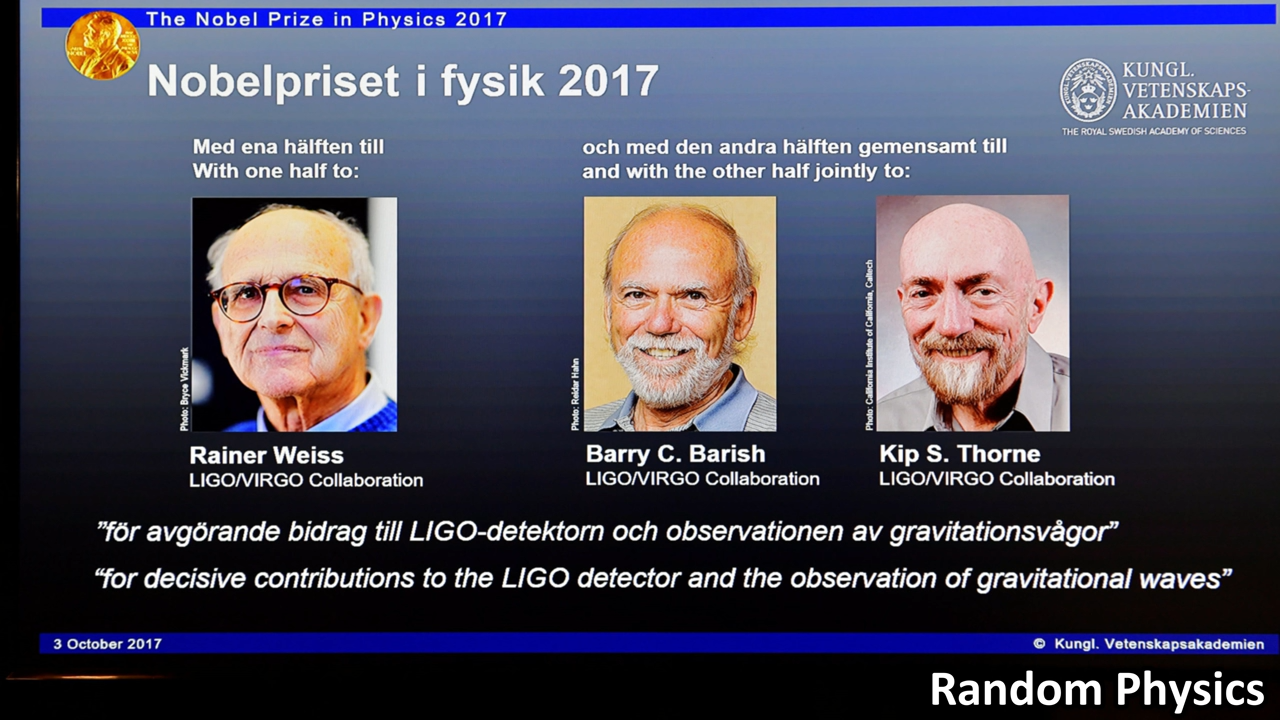 The Nobel Prize in Physics 2017
Nobelpriset i fysik 2017
KUNGL.
VETENSKAPS-
AKADEMIEN
THE ROYAL SWEDISH ACADEMY OF SCIENCES
Med ena hälften till
With one half to:
och med den andra hälften gemensamt till
and with the other half jointly to:
Photo: Bryce Vickmark
Photo: Reidar Hahn
Photo: California Institute of California, Caltech
Rainer Weiss
LIGO/VIRGO Collaboration
Barry C. Barish
LIGO/VIRGO Collaboration
Kip S. Thorne
LIGO/VIRGO Collaboration
”för avgörande bidrag till LIGO-detektorn och observationen av gravitationsvågor”
“for decisive contributions to the LIGO detector and the observation of gravitational waves”
3 October 2017
© Kungl. Vetenskapsakademien
Random Physics